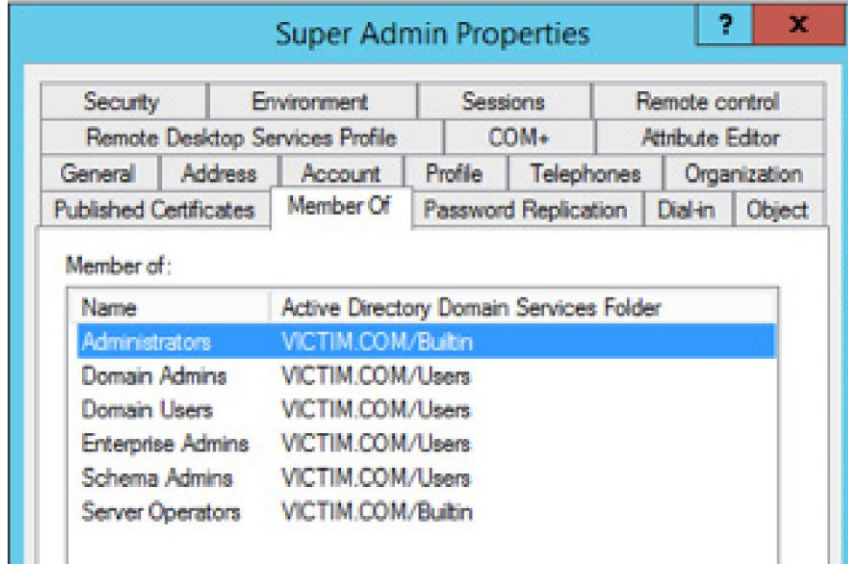 Super Admin Properties ? x
Security Environment Sessions Remote control
Remote Desktop Services Profile COM+ Attribute Editor
General Address Account Profile Telephones Organization
Published Certificates Member Of Password Replication Dial-in Object
Member of:
Name Active Directory Domain Services Folder
Administrators VICTIM.COM/Builtin
Domain Admins VICTIM.COM/Users
Domain Users VICTIM.COM/Users
Enterprise Admins VICTIM.COM/Users
Schema Admins VICTIM.COM/Users
Server Operators VICTIM.COM/Builtin